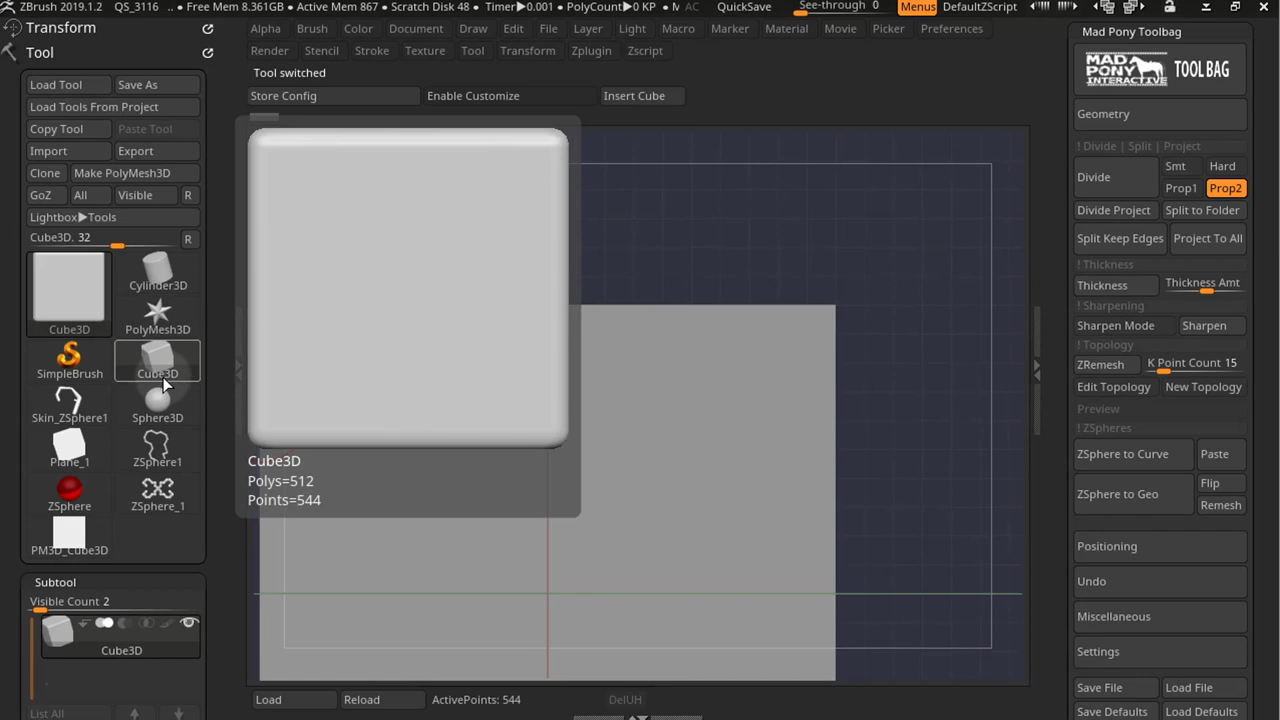 ZBrush 2019.1.2 QS_3116 .. • Free Mem 8.361GB • Active Mem 867 • Scratch Disk 48 • Timer▶0.001 • PolyCount▶0 KP • M AC QuickSave See-through 0 Menus DefaultZScript
Transform
Tool
Load Tool Save As
Load Tools From Project
Copy Tool Paste Tool
Import Export
Clone Make PolyMesh3D
GoZ All Visible R
Lightbox▶Tools
Cube3D. 32 R
Cylinder3D
Cube3D PolyMesh3D
SimpleBrush Cube3D
Skin_ZSphere1 Sphere3D
Plane_1 ZSphere1
ZSphere ZSphere_1
PM3D_Cube3D
Subtool
Visible Count 2
Cube3D
List All
Alpha Brush Color Document Draw Edit File Layer Light Macro Marker Material Movie Picker Preferences
Render Stencil Stroke Texture Tool Transform Zplugin Zscript
Tool switched
Store Config Enable Customize Insert Cube
Cube3D
Polys=512
Points=544
Load Reload ActivePoints: 544 DelUH
Mad Pony Toolbag
MAD PONY INTERACTIVE TOOL BAG
Geometry
! Divide | Split | Project
Divide Smt Hard
Prop1 Prop2
Divide Project Split to Folder
Split Keep Edges Project To All
! Thickness
Thickness Thickness Amt
! Sharpening
Sharpen Mode Sharpen
! Topology
ZRemesh K Point Count 15
Edit Topology New Topology
Preview
! ZSpheres
ZSphere to Curve Paste
ZSphere to Geo Flip
Remesh
Positioning
Undo
Miscellaneous
Settings
Save File Load File
Save Defaults Load Defaults